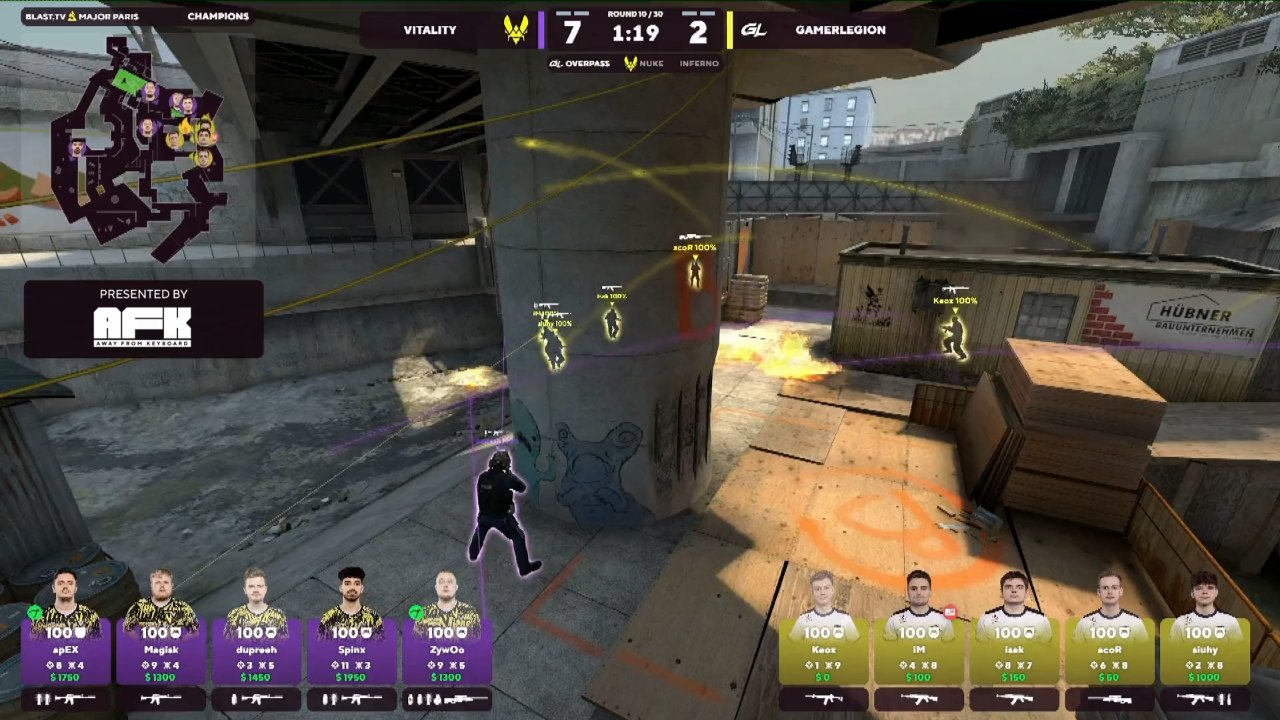 BLAST.TV MAJOR PARIS
CHAMPIONS
VITALITY
7
ROUND 10 / 30
1:19
2
GL
GAMERLEGION
GL OVERPASS
NUKE
INFERNO
A
PRESENTED BY
AFK
AWAY FROM KEYBOARD
acoR 100%
isak 100%
siuhy 100%
Keoz 100%
HÜBNER
BAUUNTERNEHMEN
100
apEX
8 4
$1750
100
Magisk
9 4
$1300
100
dupreeh
3 5
$1450
100
Spinx
11 3
$1950
100
ZywOo
9 5
$1300
100
Keoz
1 9
$0
100
iM
4 8
$100
100
isak
8 7
$150
100
acoR
6 8
$50
100
siuhy
2 8
$1000